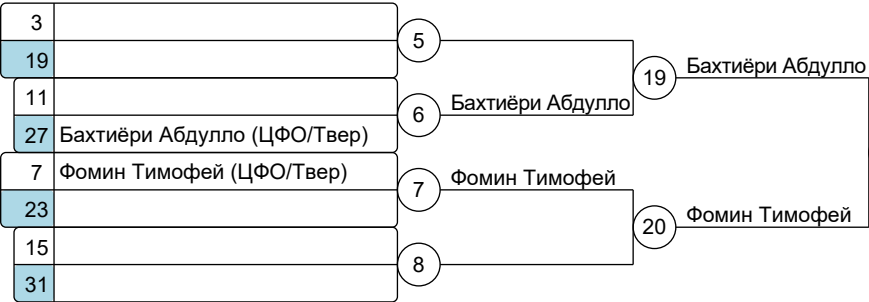 3
5
19
19 Бахтиёри Абдулло
11
6 Бахтиёри Абдулло
27 Бахтиёри Абдулло (ЦФО/Твер)
7 Фомин Тимофей (ЦФО/Твер)
7 Фомин Тимофей
23
20 Фомин Тимофей
15
8
31